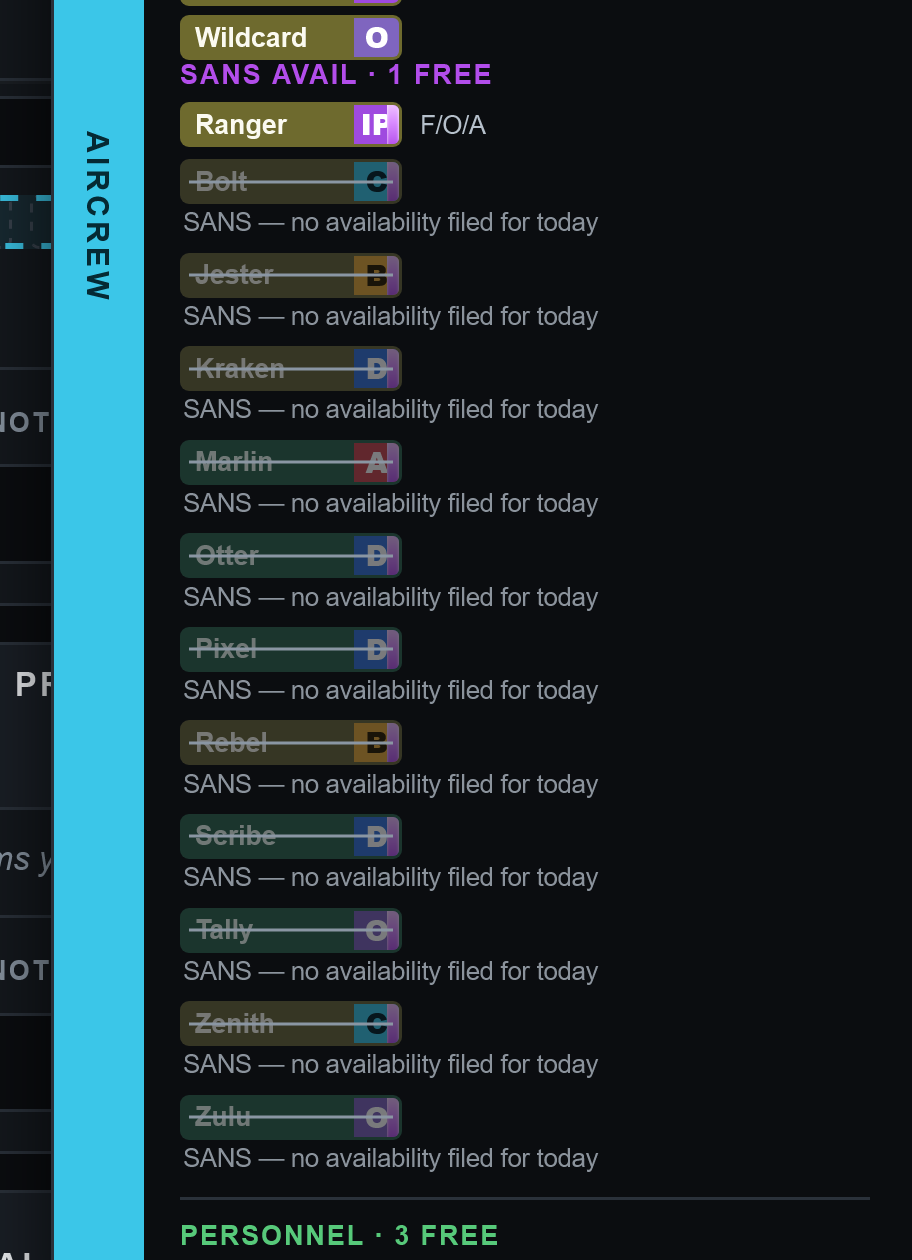 Wildcard O
SANS AVAIL · 1 FREE
AIRCREW
Ranger IP F/O/A
Bolt C
SANS — no availability filed for today
Jester B
SANS — no availability filed for today
Kraken D
SANS — no availability filed for today
NOT
Marlin A
SANS — no availability filed for today
Otter D
SANS — no availability filed for today
Pixel D
SANS — no availability filed for today
PR
Rebel B
SANS — no availability filed for today
Scribe D
SANS — no availability filed for today
ms y
Tally O
SANS — no availability filed for today
NOT
Zenith C
SANS — no availability filed for today
Zulu O
SANS — no availability filed for today
PERSONNEL · 3 FREE